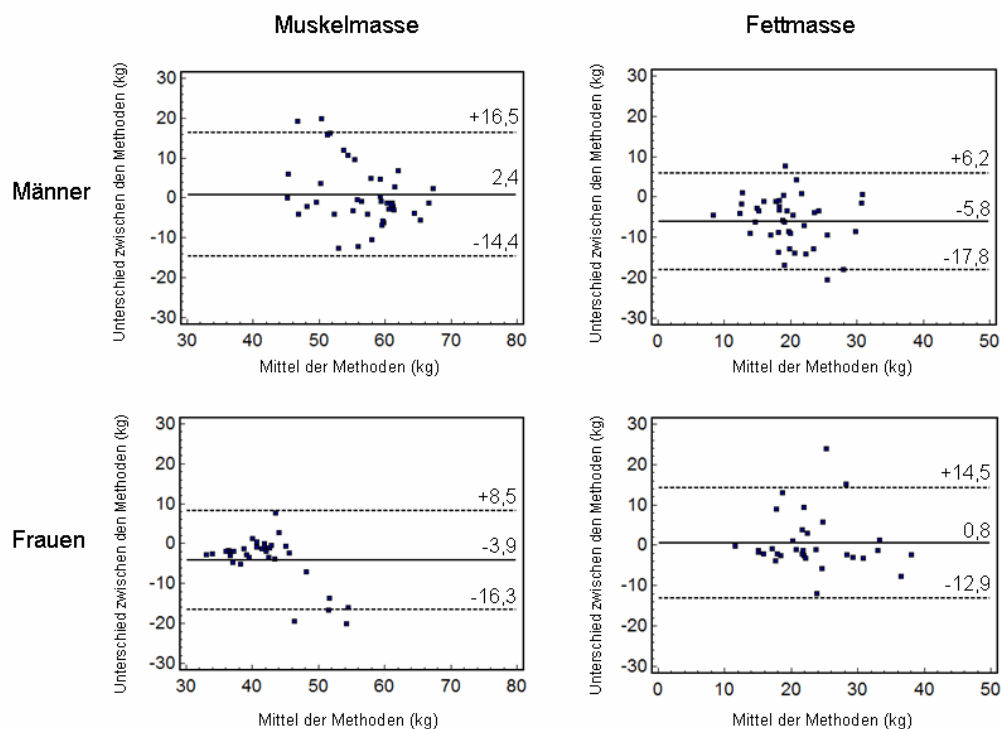 Muskelmasse
Fettmasse
Männer
Unterschied zwischen den Methoden (kg)
30
20
10
0
-10
-20
-30
+16,5
2,4
-14,4
30 40 50 60 70 80
Mittel der Methoden (kg)
Unterschied zwischen den Methoden (kg)
30
20
10
0
-10
-20
-30
+6,2
-5,8
-17,8
0 10 20 30 40 50
Mittel der Methoden (kg)
Frauen
Unterschied zwischen den Methoden (kg)
30
20
10
0
-10
-20
-30
+8,5
-3,9
-16,3
30 40 50 60 70 80
Mittel der Methoden (kg)
Unterschied zwischen den Methoden (kg)
30
20
10
0
-10
-20
-30
+14,5
0,8
-12,9
0 10 20 30 40 50
Mittel der Methoden (kg)